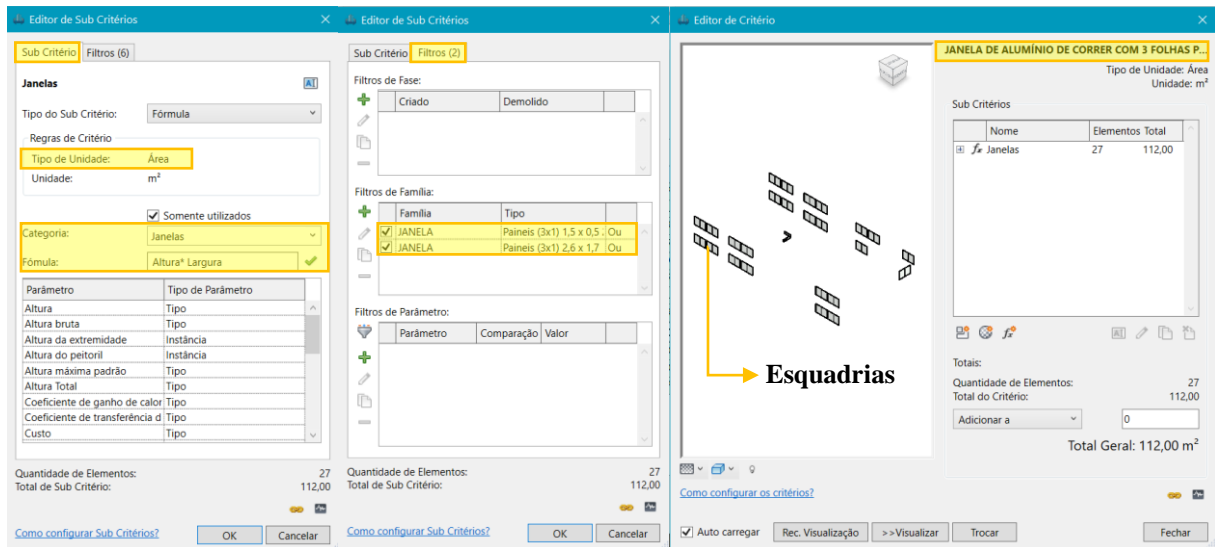 Editor de Sub Critérios
Sub Critério Filtros (6)
Janelas
Tipo do Sub Critério: Fórmula
Regras de Critério
Tipo de Unidade: Área
Unidade: m²
Somente utilizados
Categoria: Janelas
Fómula: Altura* Largura
Parâmetro Tipo de Parâmetro
Altura Tipo
Altura bruta Tipo
Altura da extremidade Instância
Altura do peitoril Instância
Altura máxima padrão Tipo
Altura Total Tipo
Coeficiente de ganho de calor Tipo
Coeficiente de transferência d Tipo
Custo Tipo
Quantidade de Elementos: 27
Total de Sub Critério: 112,00
Como configurar Sub Critérios? OK Cancelar
Editor de Sub Critérios
Sub Critério Filtros (2)
Filtros de Fase:
Criado Demolido
Filtros de Família:
Família Tipo
JANELA Paineis (3x1) 1,5 x 0,5 . Ou
JANELA Paineis (3x1) 2,6 x 1,7 Ou
Filtros de Parâmetro:
Parâmetro Comparação Valor
Quantidade de Elementos: 27
Total de Sub Critério: 112,00
Como configurar Sub Critérios? OK Cancelar
Editor de Critério
JANELA DE ALUMÍNIO DE CORRER COM 3 FOLHAS P...
Tipo de Unidade: Área
Unidade: m²
Sub Critérios
Nome Elementos Total
fx Janelas 27 112,00
Esquadrias
Totais:
Quantidade de Elementos: 27
Total do Critério: 112,00
Adicionar a 0
Total Geral: 112,00 m²
Como configurar os critérios?
Auto carregar Rec. Visualização >>Visualizar Trocar Fechar